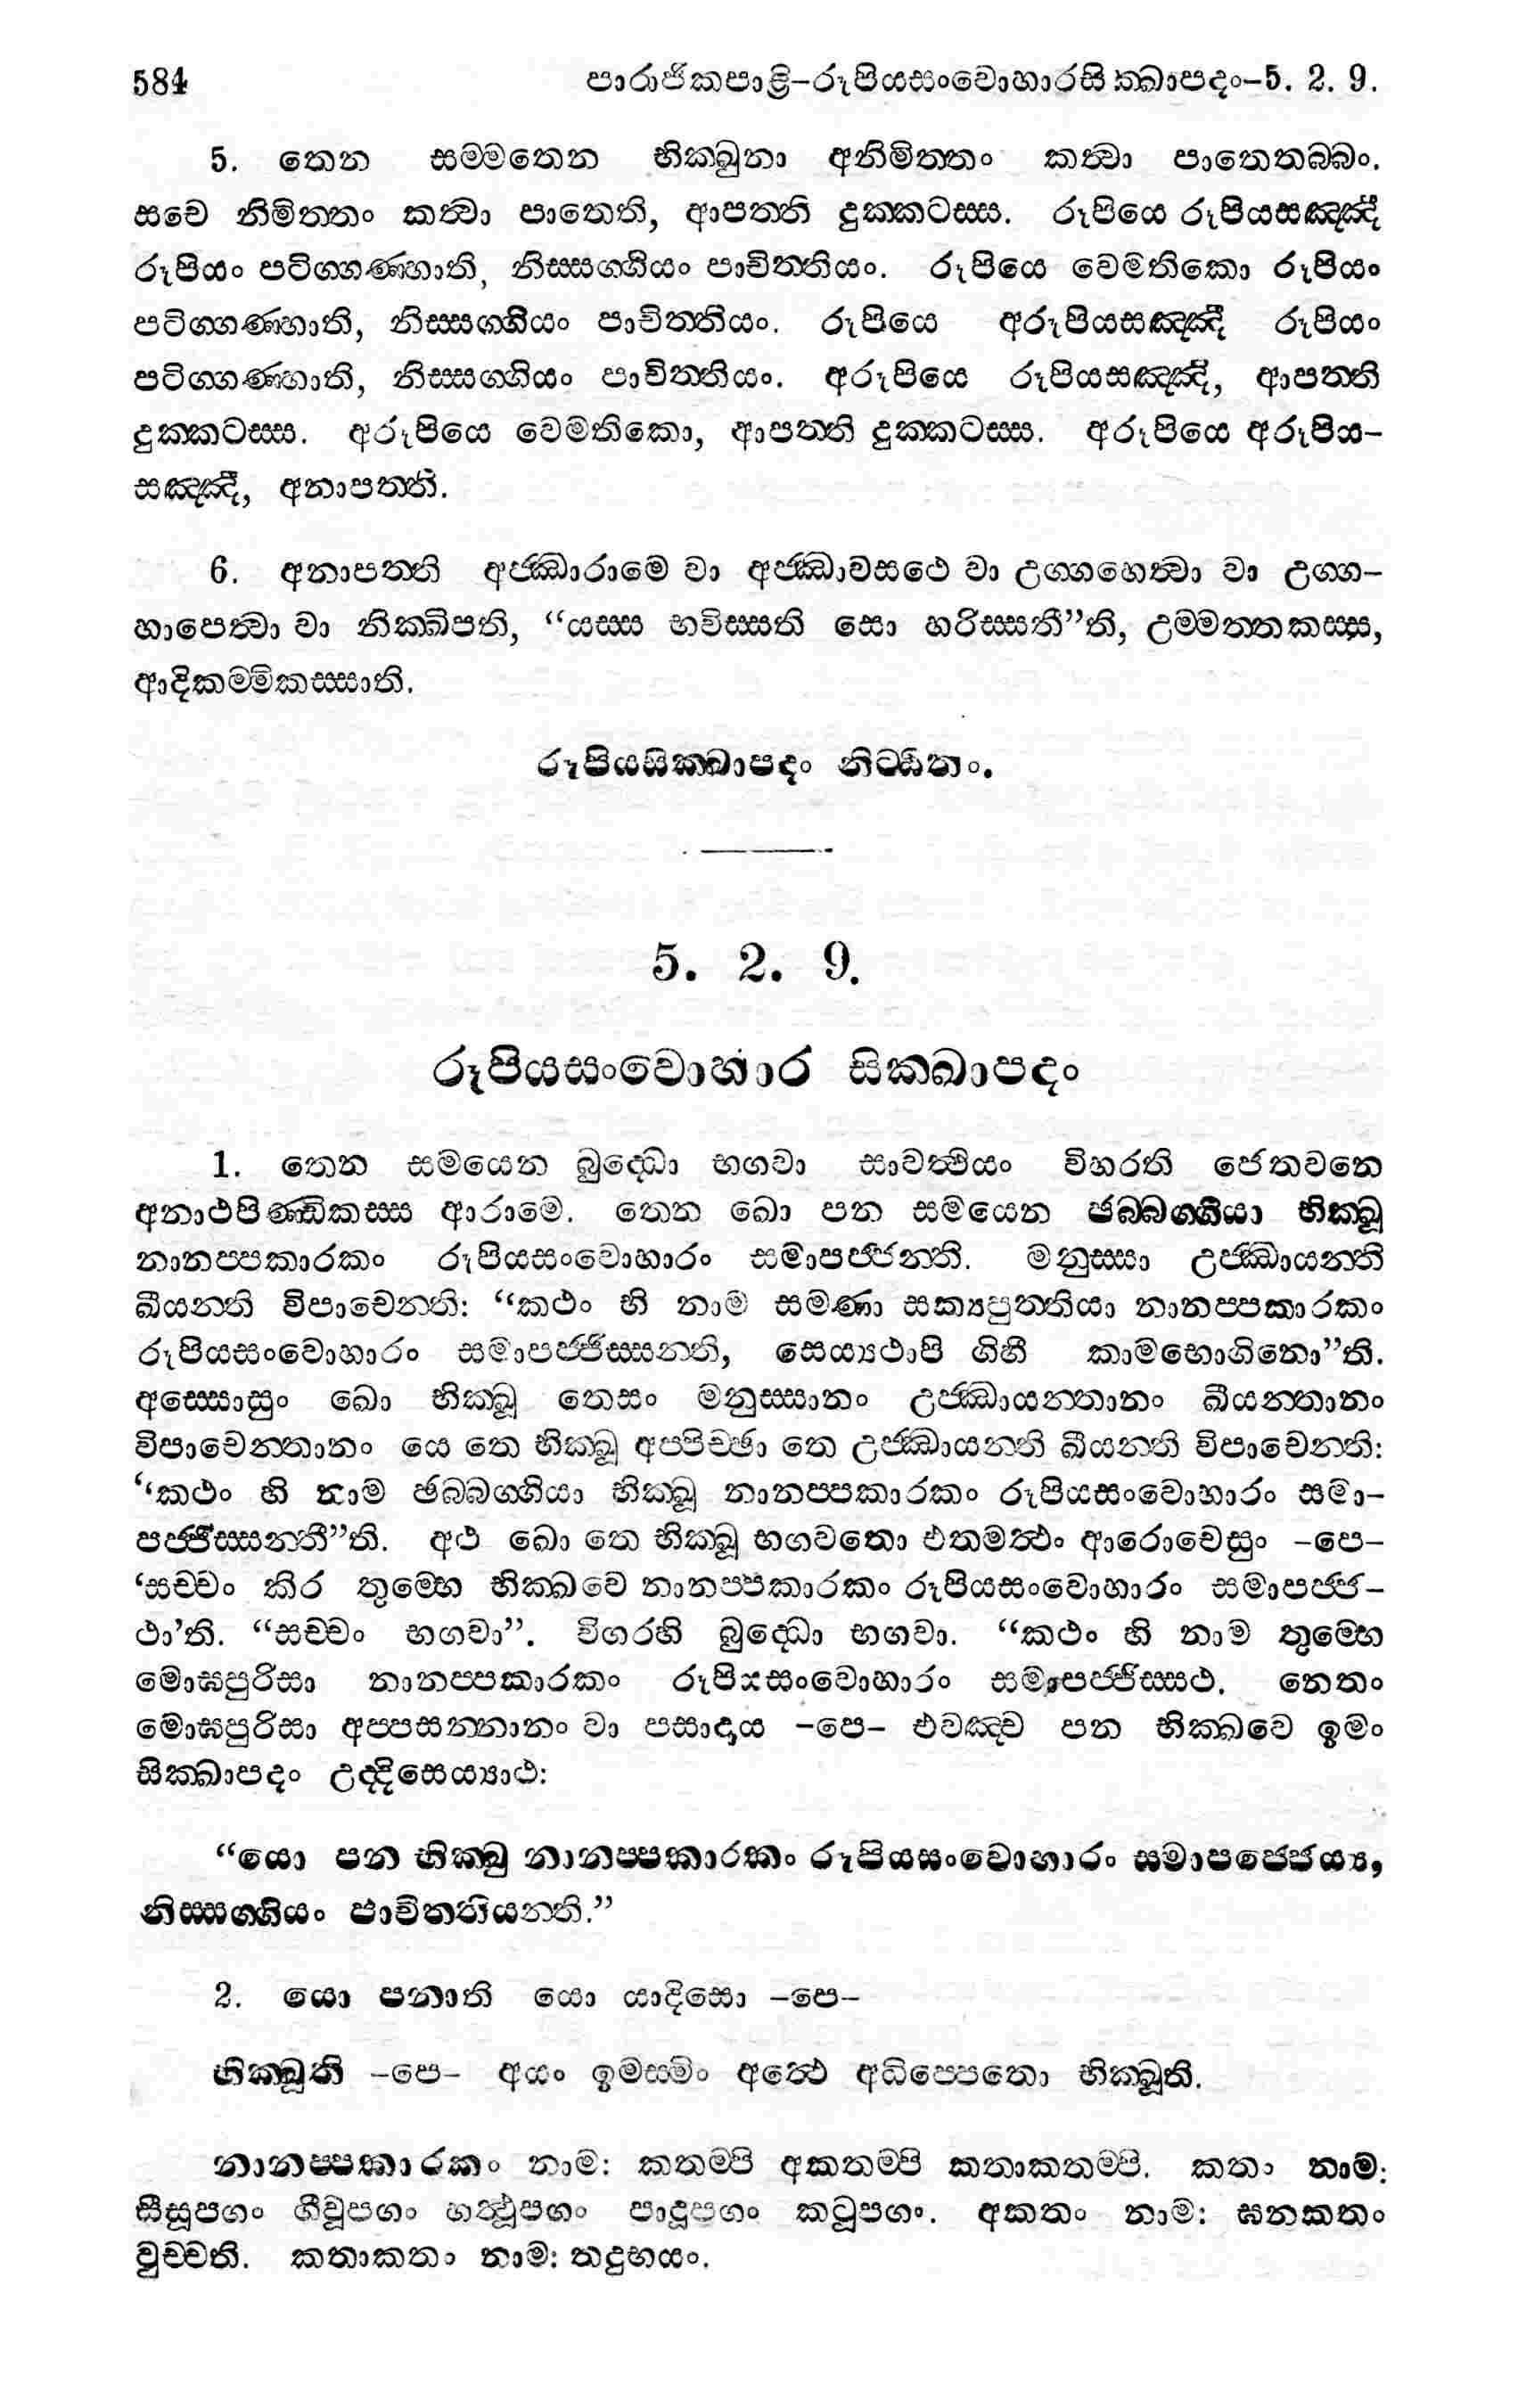 584 පාරාජිකපාළි–රූපියසංවොහාරසික්ඛාපදං–5. 2. 9.
5. තෙන සම්මතෙන භික්ඛුනා අනිමිත්තං කත්වා පාතෙතබ්බං.
සචෙ නිමිත්තං කත්වා පාතෙති, ආපත්ති දුක්කටස්ස. රූපියෙ රූපියසඤ්ඤී
රූපියං පටිග්ගණ්හාති, නිස්සග්ගියං පාචිත්තියං. රූපියෙ වෙමතිකො රූපියං
පටිග්ගණ්හාති, නිස්සග්ගියං පාචිත්තියං. රූපියෙ අරූපියසඤ්ඤී රූපියං
පටිග්ගණ්හාති, නිස්සග්ගියං පාචිත්තියං. අරූපියෙ රූපියසඤ්ඤී, ආපත්ති
දුක්කටස්ස. අරූපියෙ වෙමතිකො, ආපත්ති දුක්කටස්ස. අරූපියෙ අරූපිය–
සඤ්ඤී, අනාපත්ති.
6. අනාපත්ති අජ්ඣාරාමෙ වා අජ්ඣාවසථෙ වා උග්ගහෙත්වා වා උග්ග–
හාපෙත්වා වා නික්ඛිපති, “යස්ස භවිස්සති සො හරිස්සතී”ති, උම්මත්තකස්ස,
ආදිකම්මිකස්සාති.
රූපියසික්ඛාපදං නිට්ඨිතං.
5. 2. 9.
රූපියසංවොහාර සික්ඛාපදං
1. තෙන සමයෙන බුද්ධො භගවා සාවත්ථියං විහරති ජෙතවනෙ
අනාථපිණ්ඩිකස්ස ආරාමෙ. තෙන ඛො පන සමයෙන ඡබ්බග්ගියා භික්ඛූ
නානප්පකාරකං රූපියසංවොහාරං සමාපජ්ජන්ති. මනුස්සා උජ්ඣායන්ති
ඛීයන්ති විපාචෙන්ති: “කථං හි නාම සමණා සක්‍යපුත්තියා නානප්පකාරකං
රූපියසංවොහාරං සමාපජ්ජිස්සන්ති, සෙය්‍යථාපි ගිහී කාමභොගිනො”ති.
අස්සොසුං ඛො භික්ඛූ තෙසං මනුස්සානං උජ්ඣායන්තානං ඛීයන්තානං
විපාචෙන්තානං යෙ තෙ භික්ඛූ අප්පිච්ඡා තෙ උජ්ඣායන්ති ඛීයන්ති විපාචෙන්ති:
“කථං හි නාම ඡබ්බග්ගියා භික්ඛූ නානප්පකාරකං රූපියසංවොහාරං සමා–
පජ්ජිස්සන්තී”ති. අථ ඛො තෙ භික්ඛූ භගවතො එතමත්ථං ආරොචෙසුං –පෙ–
‘සච්චං කිර තුම්හෙ භික්ඛවෙ නානප්පකාරකං රූපියසංවොහාරං සමාපජ්ජ–
ථා’ති. “සච්චං භගවා”. විගරහි බුද්ධො භගවා. “කථං හි නාම තුම්හෙ
මොඝපුරිසා නානප්පකාරකං රූපියසංවොහාරං සමාපජ්ජිස්සථ. නෙතං
මොඝපුරිසා අප්පසන්නානං වා පසාදාය –පෙ– එවඤ්ච පන භික්ඛවෙ ඉමං
සික්ඛාපදං උද්දිසෙය්‍යාථ:
“යො පන භික්ඛු නානප්පකාරකං රූපියසංවොහාරං සමාපජ්ජෙය්‍ය,
නිස්සග්ගියං පාචිත්තියන්ති.”
2. යො පනාති යො යාදිසො –පෙ–
භික්ඛූති –පෙ– අයං ඉමස්මිං අත්ථෙ අධිප්පෙතො භික්ඛූති.
නානප්පකාරකං නාම: කතම්පි අකතම්පි කතාකතම්පි. කතං නාම:
සීසූපගං ගීවූපගං හත්ථූපගං පාදූපගං කටූපගං. අකතං නාම: ඝනකතං
වුච්චති. කතාකතං නාම: තදුභයං.